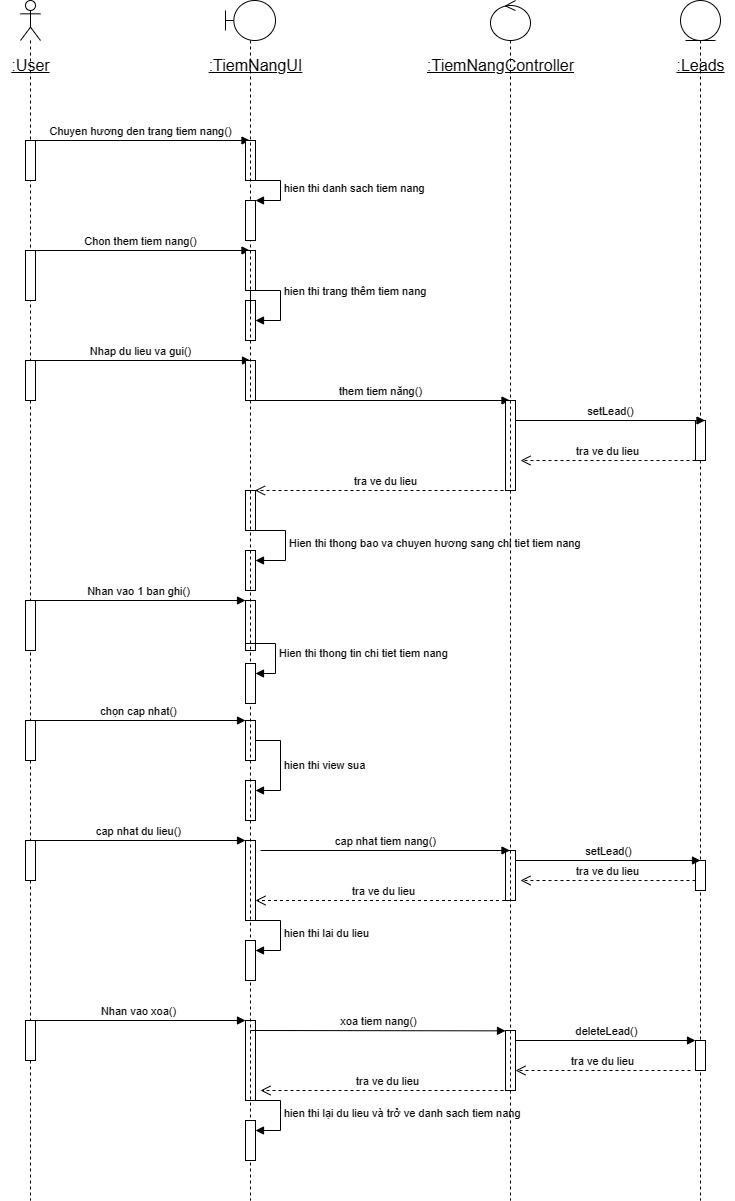 :User
:TiemNangUI
:TiemNangController
:Leads
Chuyen hương den trang tiem nang()
hien thi danh sach tiem nang
Chon them tiem nang()
hien thi trang thêm tiem nang
Nhap du lieu va gui()
them tiem năng()
setLead()
tra ve du lieu
tra ve du lieu
Hien thi thong bao va chuyen hương sang chi tiet tiem nang
Nhan vao 1 ban ghi()
Hien thi thong tin chi tiet tiem nang
chọn cap nhat()
hien thi view sua
cap nhat du lieu()
cap nhat tiem nang()
setLead()
tra ve du lieu
tra ve du lieu
hien thi lai du lieu
Nhan vao xoa()
xoa tiem nang()
deleteLead()
tra ve du lieu
tra ve du lieu
hien thi lại du lieu và trở ve danh sach tiem nang